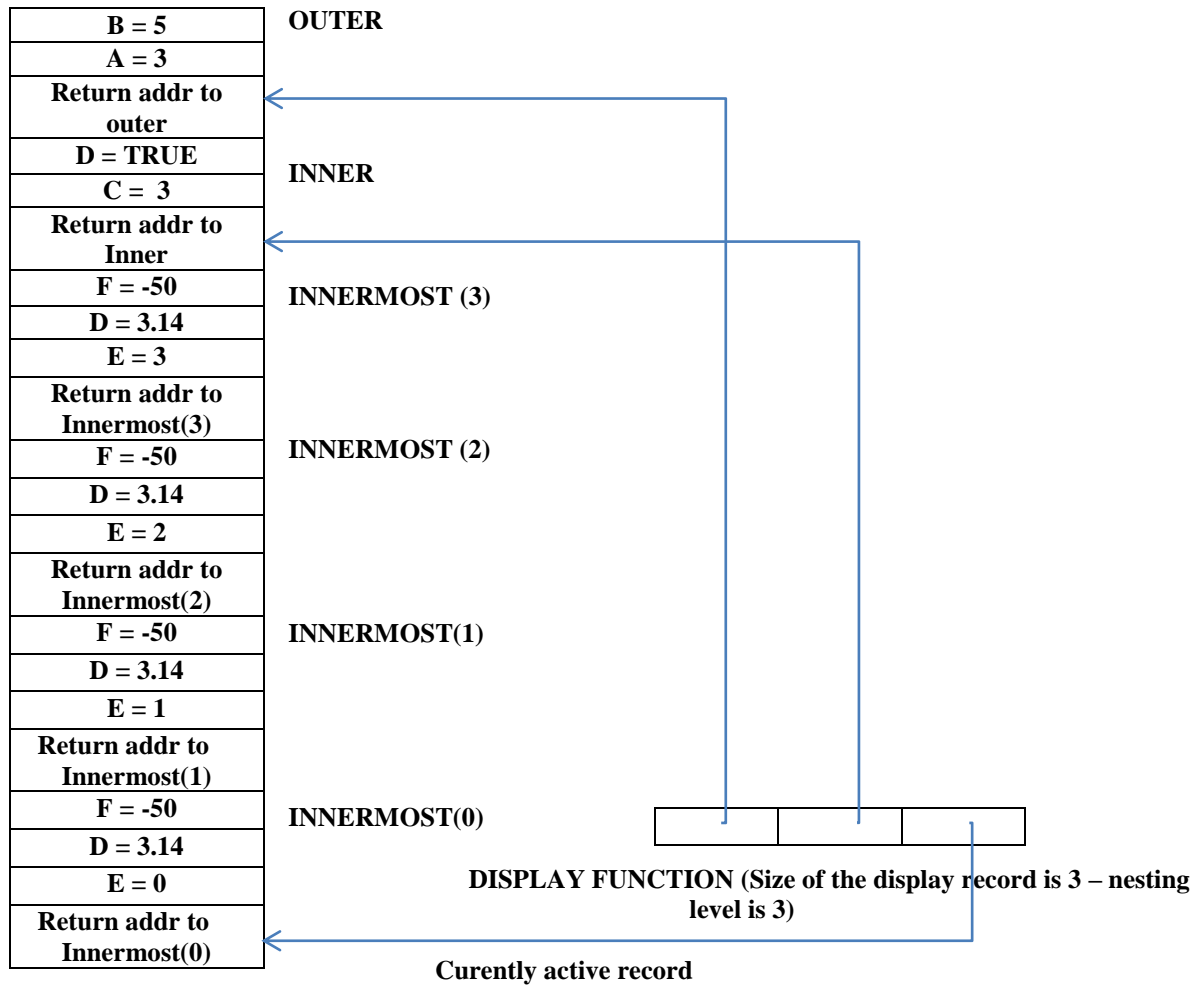 B = 5
OUTER
A = 3
Return addr to
outer
D = TRUE
INNER
C = 3
Return addr to
Inner
F = -50
INNERMOST (3)
D = 3.14
E = 3
Return addr to
Innermost(3)
F = -50
INNERMOST (2)
D = 3.14
E = 2
Return addr to
Innermost(2)
F = -50
INNERMOST(1)
D = 3.14
E = 1
Return addr to
Innermost(1)
F = -50
INNERMOST(0)
D = 3.14
E = 0
DISPLAY FUNCTION (Size of the display record is 3 – nesting
level is 3)
Return addr to
Innermost(0)
Curently active record